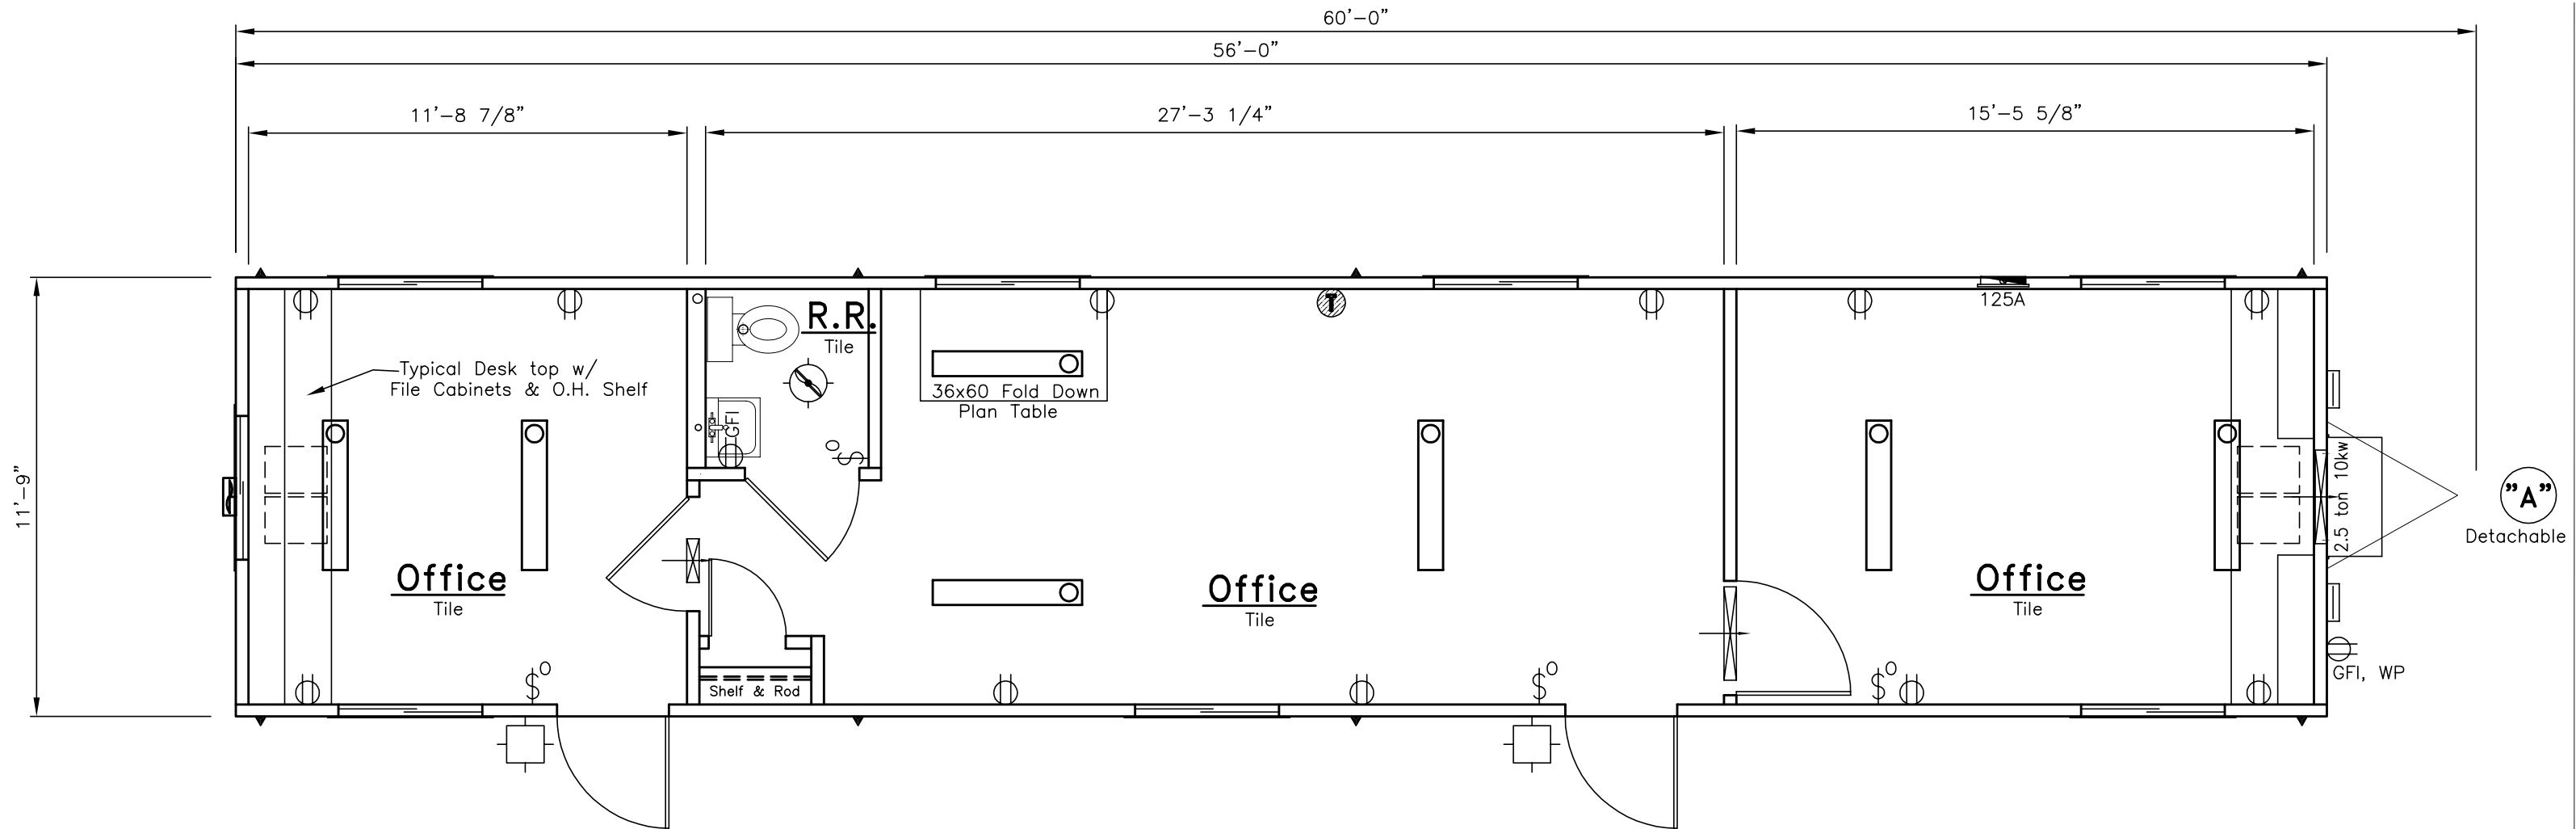 60'-0"
56'-0"
11'-8 7/8"
27'-3 1/4"
15'-5 5/8"
11'-9"
R.R.
Tile
T
125A
Typical Desk top w/
File Cabinets & O.H. Shelf
36x60 Fold Down
Plan Table
GFI
$O
2.5 ton 10kw
"A"
Detachable
Office
Tile
Office
Tile
Office
Tile
GFI, WP
Shelf & Rod
$O
$O
$O